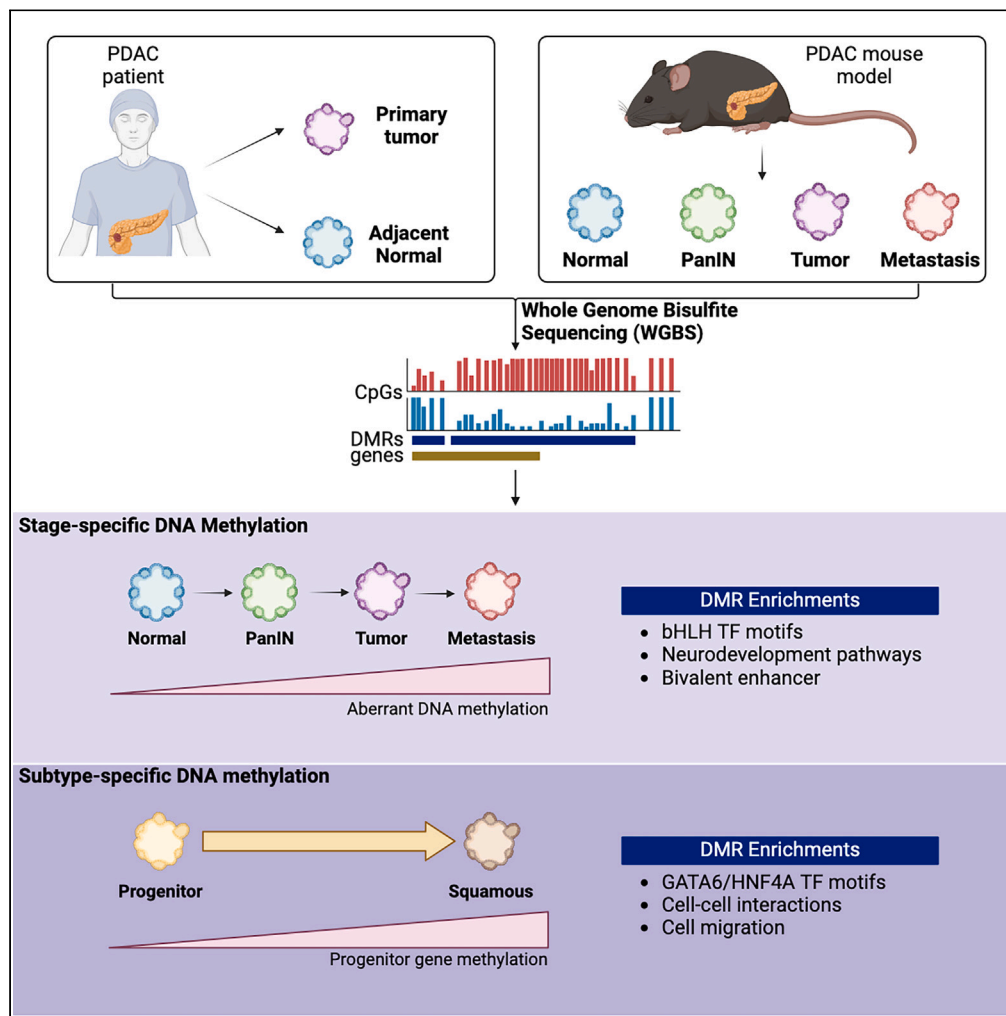 PDAC
patient
Primary
tumor
Adjacent
Normal
PDAC mouse
model
Normal
PanIN
Tumor
Metastasis
Whole Genome Bisulfite
Sequencing (WGBS)
CpGs
DMRs
genes
Stage-specific DNA Methylation
Normal
PanIN
Tumor
Metastasis
Aberrant DNA methylation
DMR Enrichments
• bHLH TF motifs
• Neurodevelopment pathways
• Bivalent enhancer
Subtype-specific DNA methylation
Progenitor
Squamous
Progenitor gene methylation
DMR Enrichments
• GATA6/HNF4A TF motifs
• Cell-cell interactions
• Cell migration